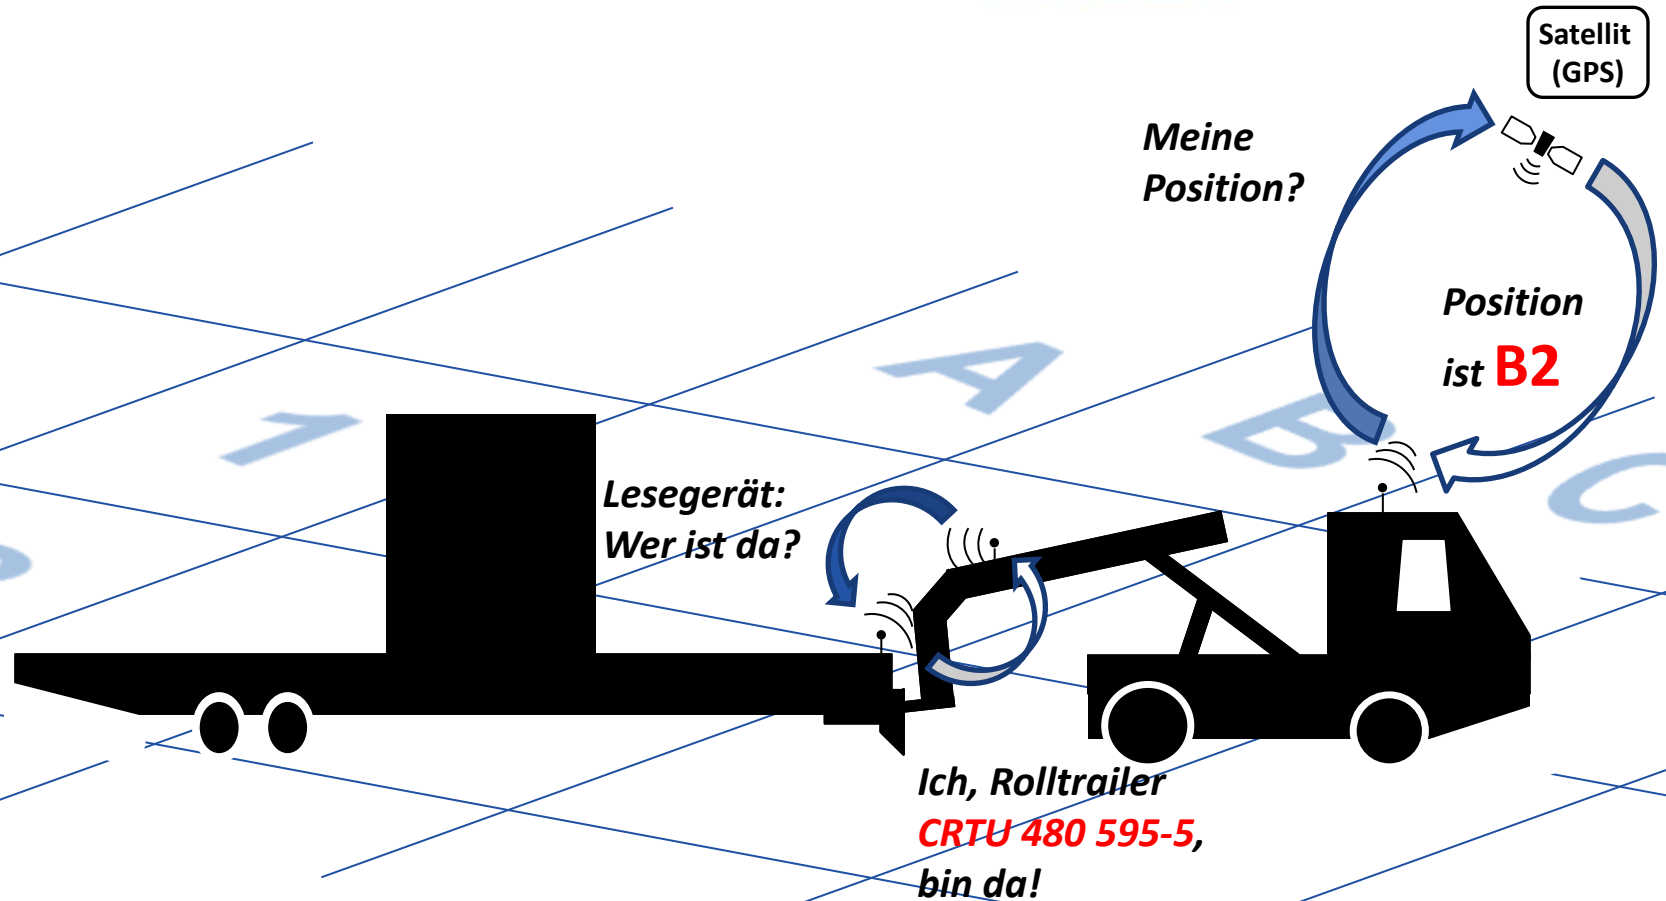 Satellit
(GPS)
Meine
Position?
Position
ist B2
A
B
C
1
Lesegerät:
Wer ist da?
Ich, Rolltrailer
CRTU 480 595-5,
bin da!